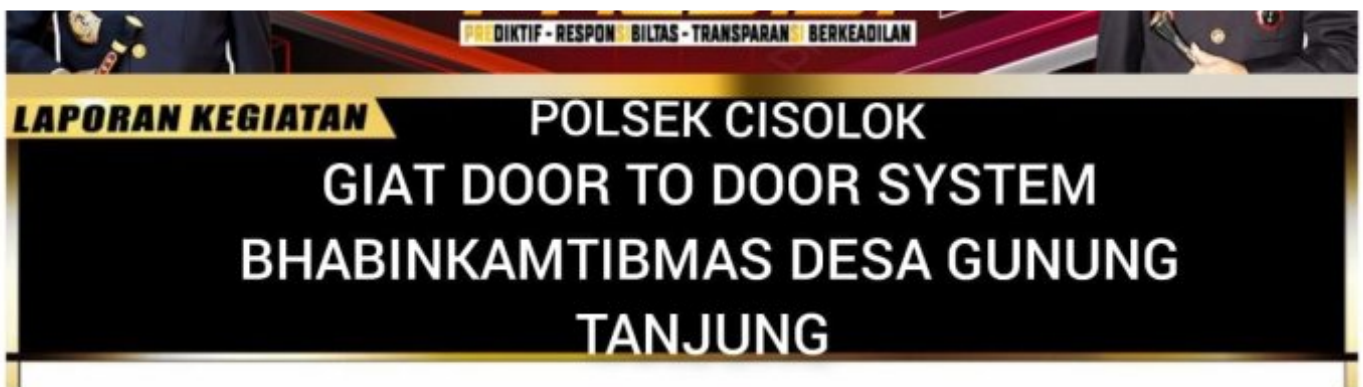 PREDIKTIF - RESPONSIBILTAS - TRANSPARANSI BERKEADILAN
LAPORAN KEGIATAN
POLSEK CISOLOK
GIAT DOOR TO DOOR SYSTEM
BHABINKAMTIBMAS DESA GUNUNG
TANJUNG